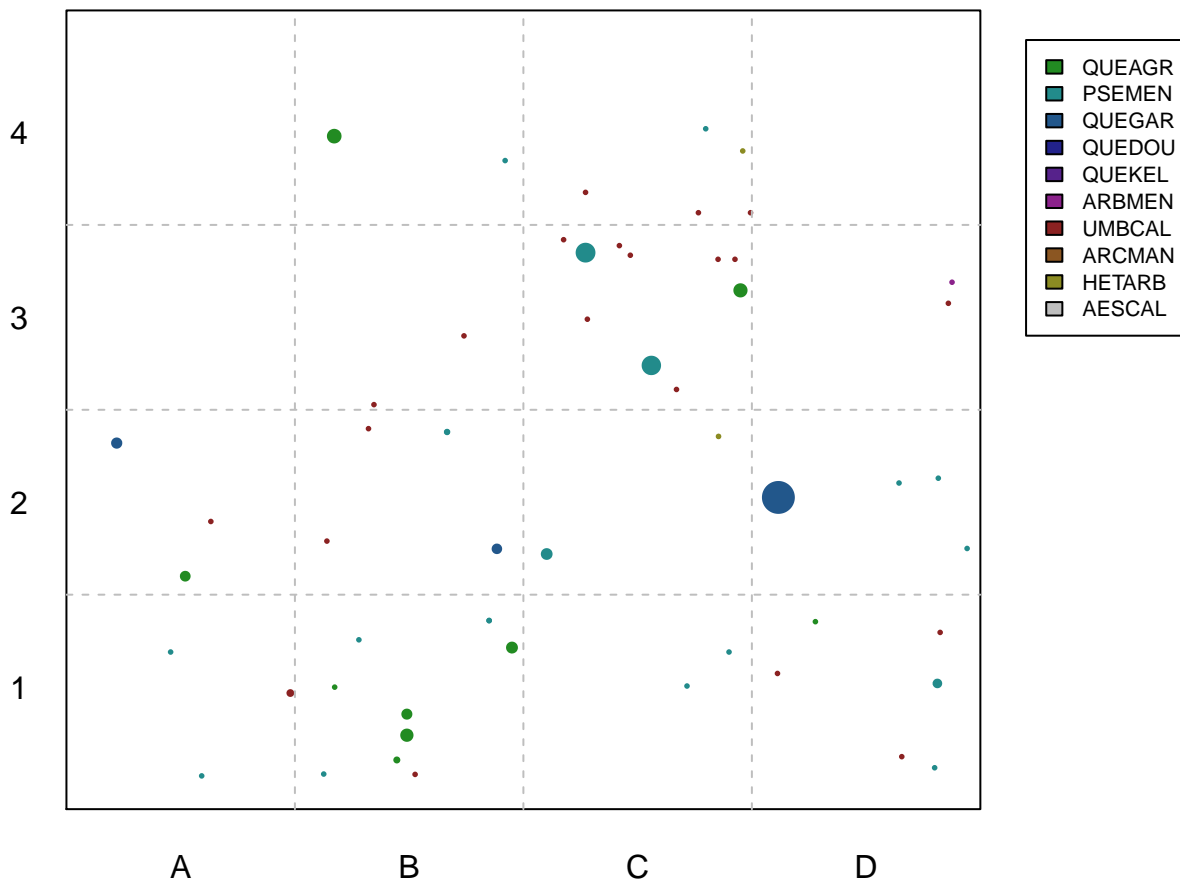 4
3
2
1
A B C D
QUEAGR
PSEMEN
QUEGAR
QUEDOU
QUEKEL
ARBMEN
UMBCAL
ARCMAN
HETARB
AESCAL